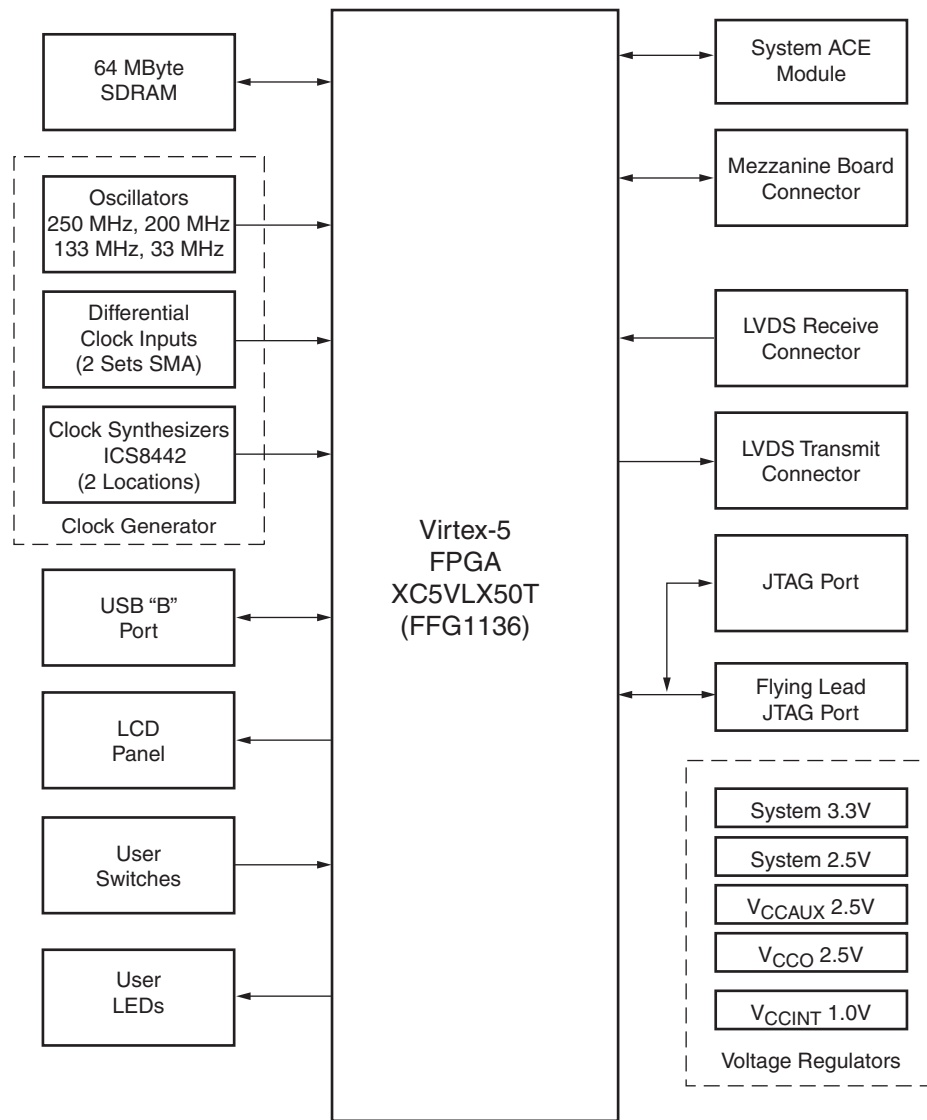 64 MByte
SDRAM
Oscillators
250 MHz, 200 MHz
133 MHz, 33 MHz
Differential
Clock Inputs
(2 Sets SMA)
Clock Synthesizers
ICS8442
(2 Locations)
Clock Generator
USB “B”
Port
LCD
Panel
User
Switches
User
LEDs
Virtex-5
FPGA
XC5VLX50T
(FFG1136)
System ACE
Module
Mezzanine Board
Connector
LVDS Receive
Connector
LVDS Transmit
Connector
JTAG Port
Flying Lead
JTAG Port
System 3.3V
System 2.5V
VCCAUX 2.5V
VCCO 2.5V
VCCINT 1.0V
Voltage Regulators